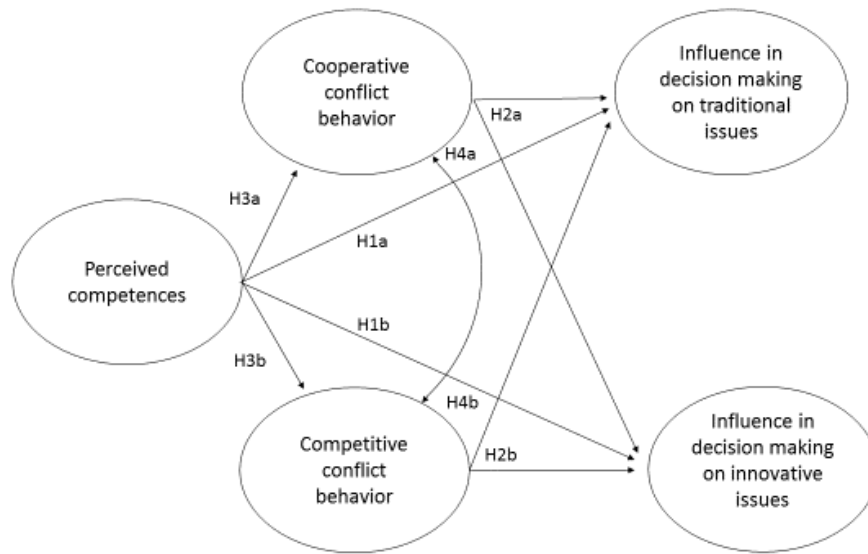 Cooperative
conflict
behavior
Influence in
decision making
on traditional
issues
H2a
H4a
H3a
H1a
Perceived
competences
H1b
H3b
H4b
Competitive
conflict
behavior
H2b
Influence in
decision making
on innovative
issues